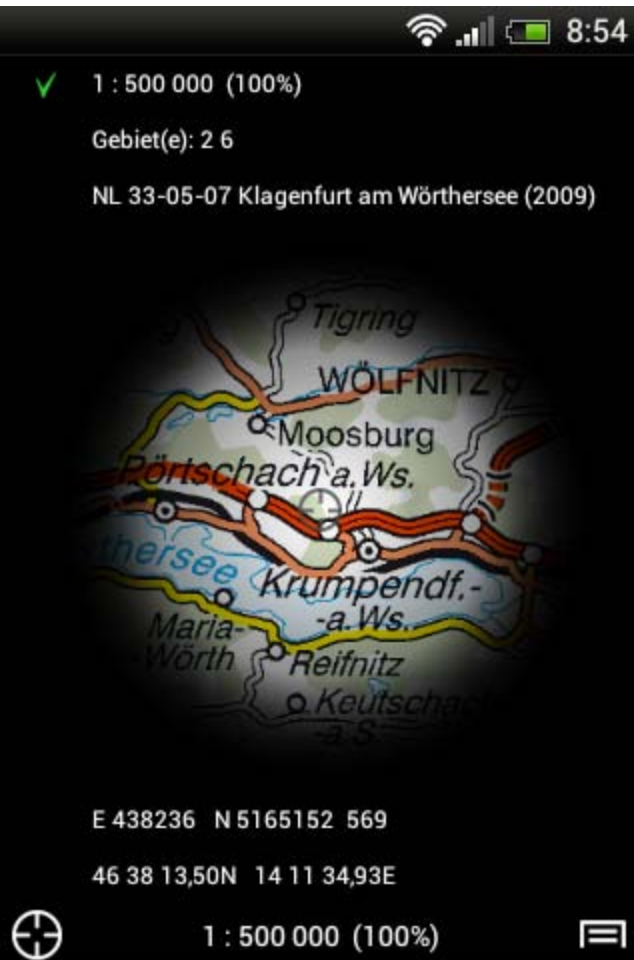 8:54
1 : 500 000 (100%)
Gebiet(e): 2 6
NL 33-05-07 Klagenfurt am Wörthersee (2009)
Tigring
WÖLFNITZ
Moosburg
Pörtschach a.Ws.
thersee
Krumpendf.-
-a.Ws.
Maria-
-Wörth
Reifnitz
Keutschach
-a.S
E 438236 N 5165152 569
46 38 13,50N 14 11 34,93E
1 : 500 000 (100%)